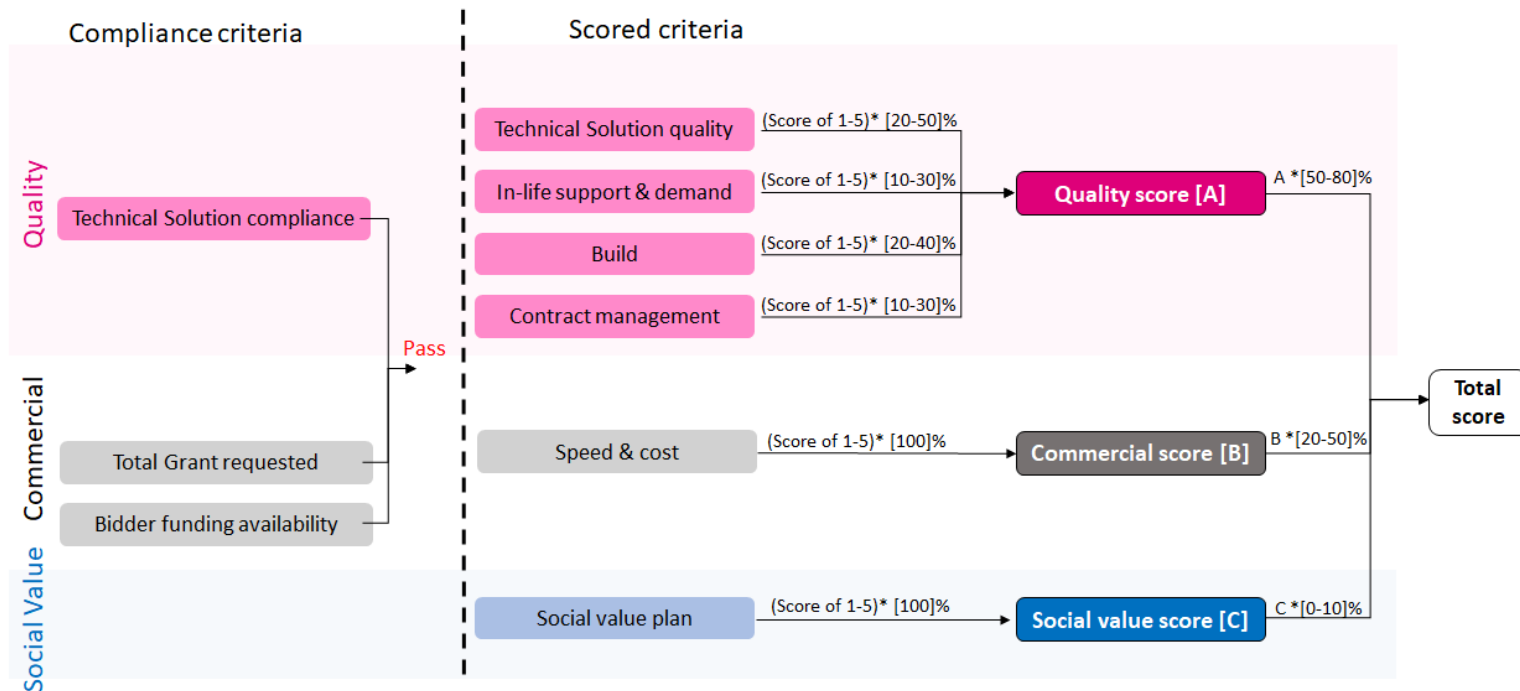 Compliance criteria
Scored criteria
Quality
Technical Solution compliance
Technical Solution quality
(Score of 1-5)* [20-50]%
In-life support & demand
(Score of 1-5)* [10-30]%
Build
(Score of 1-5)* [20-40]%
Contract management
(Score of 1-5)* [10-30]%
Quality score [A]
A *[50-80]%
Pass
Commercial
Total Grant requested
Bidder funding availability
Speed & cost
(Score of 1-5)* [100]%
Commercial score [B]
B *[20-50]%
Total
score
Social Value
Social value plan
(Score of 1-5)* [100]%
Social value score [C]
C *[0-10]%